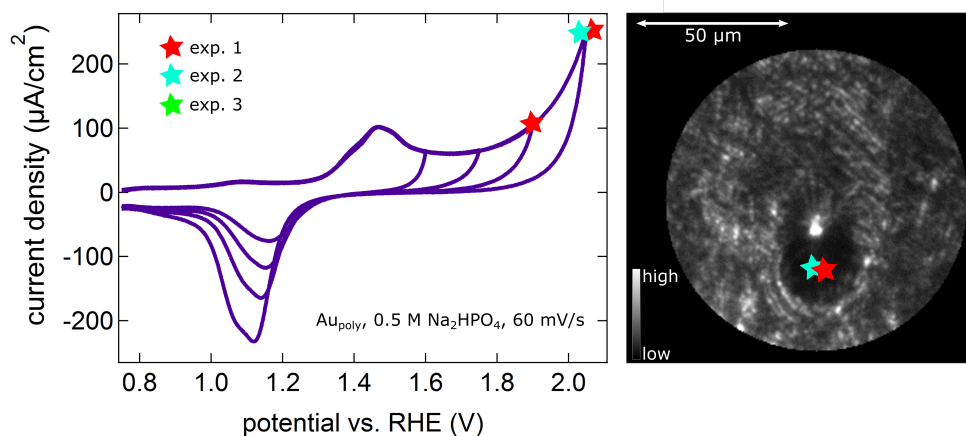 50 µm
exp. 1
exp. 2
exp. 3
200
100
0
-100
-200
current density (µA/cm²)
Au_poly, 0.5 M Na₂HPO₄, 60 mV/s
0.8 1.0 1.2 1.4 1.6 1.8 2.0
potential vs. RHE (V)
high
low